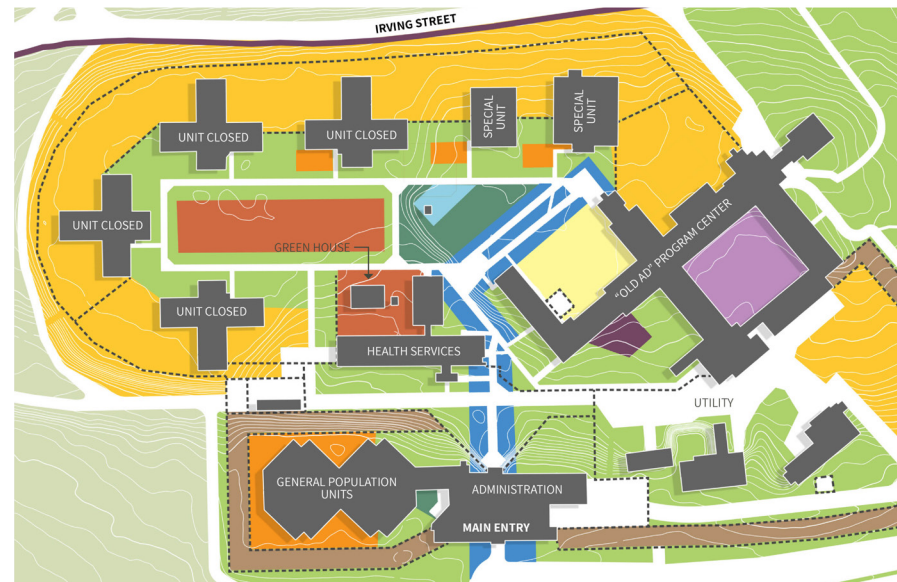 IRVING STREET
UNIT CLOSED
UNIT CLOSED
SPECIAL
UNIT
SPECIAL
UNIT
UNIT CLOSED
"OLD AD" PROGRAM CENTER
GREEN HOUSE
UNIT CLOSED
HEALTH SERVICES
UTILITY
GENERAL POPULATION
UNITS
ADMINISTRATION
MAIN ENTRY